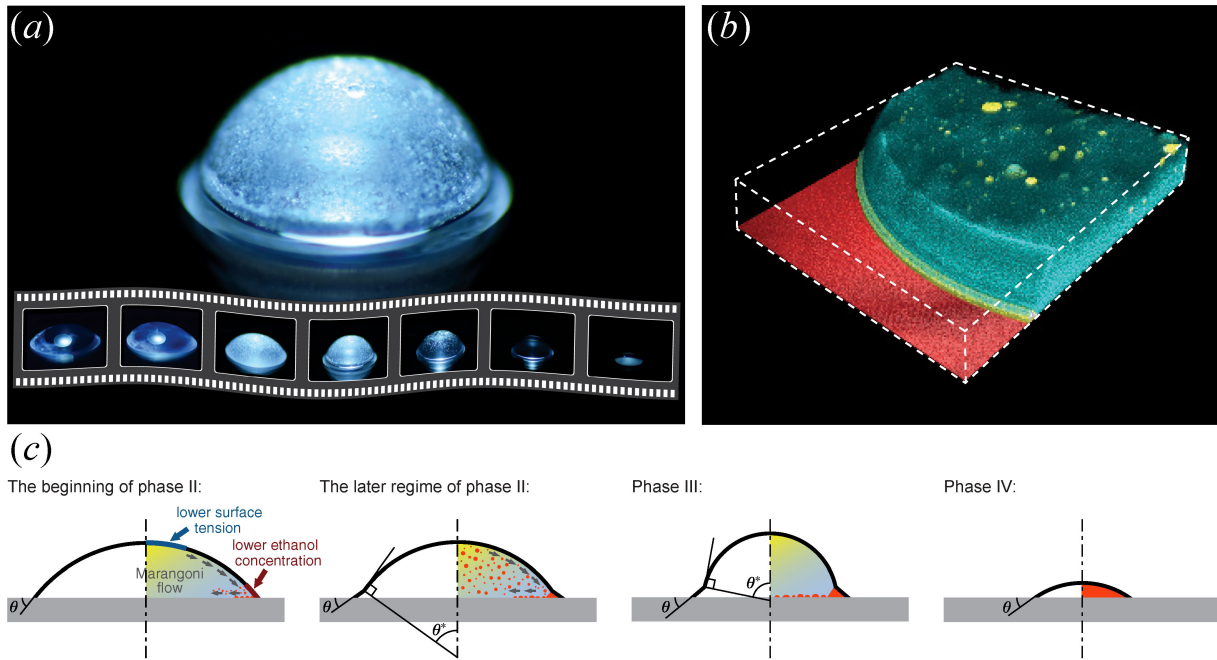 (a)
(b)
(c)
The beginning of phase II:
The later regime of phase II:
Phase III:
Phase IV:
lower surface
tension
lower ethanol
concentration
Marangoni
flow
θ
θ
θ*
θ
θ*
θ